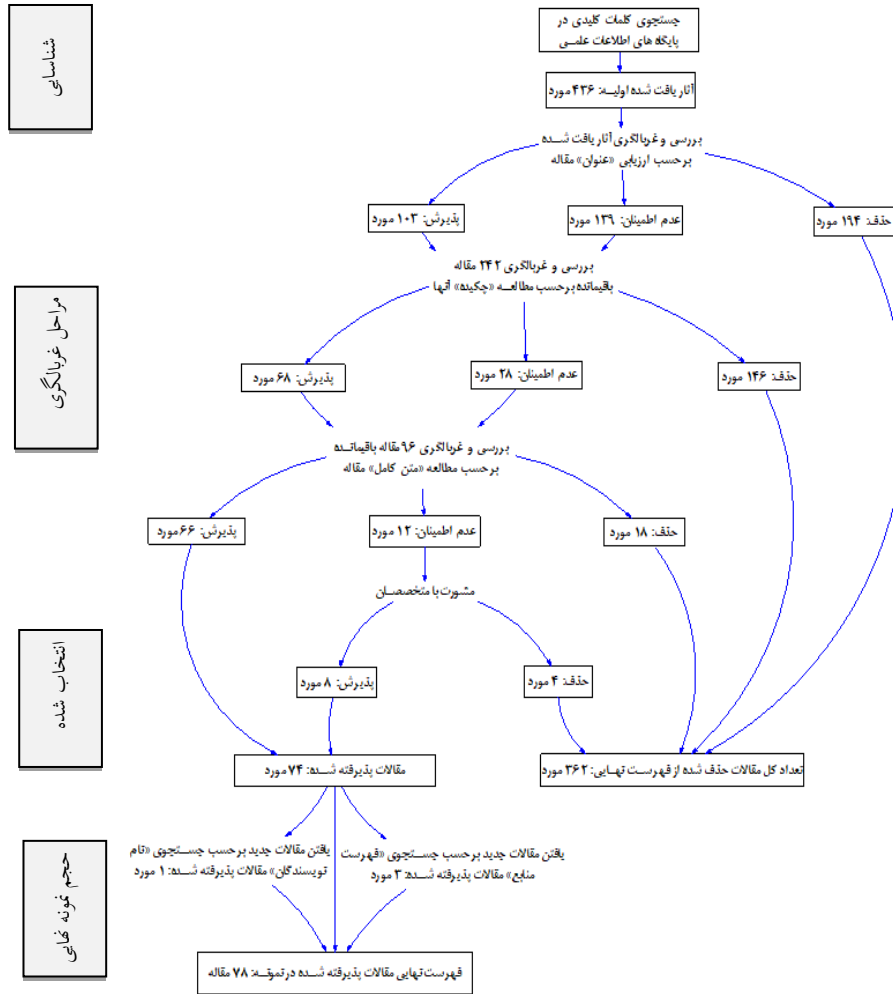 شناسایی
جستجوی کلمات کلیدی در
پایگاه های اطلاعات علمی
آثار یافت شده اولیه: ۴۳۶ مورد
بررسی و غربالگری آثار یافت شده
برحسب ارزیابی «عنوان» مقاله
حذف: ۱۹۴ مورد
عدم اطمینان: ۱۳۹ مورد
پذیرش: ۱۰۳ مورد
مراحل غربالگری
بررسی و غربالگری ۲۴۲ مقاله
باقیمانده برحسب مطالعه «چکیده» آنها
حذف: ۱۴۶ مورد
عدم اطمینان: ۲۸ مورد
پذیرش: ۶۸ مورد
بررسی و غربالگری ۹۶ مقاله باقیمانده
برحسب مطالعه «متن کامل» مقاله
حذف: ۱۸ مورد
عدم اطمینان: ۱۲ مورد
پذیرش: ۶۶ مورد
مشورت با متخصصان
انتخاب شده
حذف: ۴ مورد
پذیرش: ۸ مورد
تعداد کل مقالات حذف شده از فهرست نهایی: ۳۶۲ مورد
مقالات پذیرفته شده: ۷۴ مورد
حجم نمونه نهایی
یافتن مقالات جدید برحسب جستجوی «فهرست
منابع» مقالات پذیرفته شده: ۳ مورد
یافتن مقالات جدید برحسب جستجوی «نام
نویسندگان» مقالات پذیرفته شده: ۱ مورد
فهرست نهایی مقالات پذیرفته شده در نمونه: ۷۸ مقاله